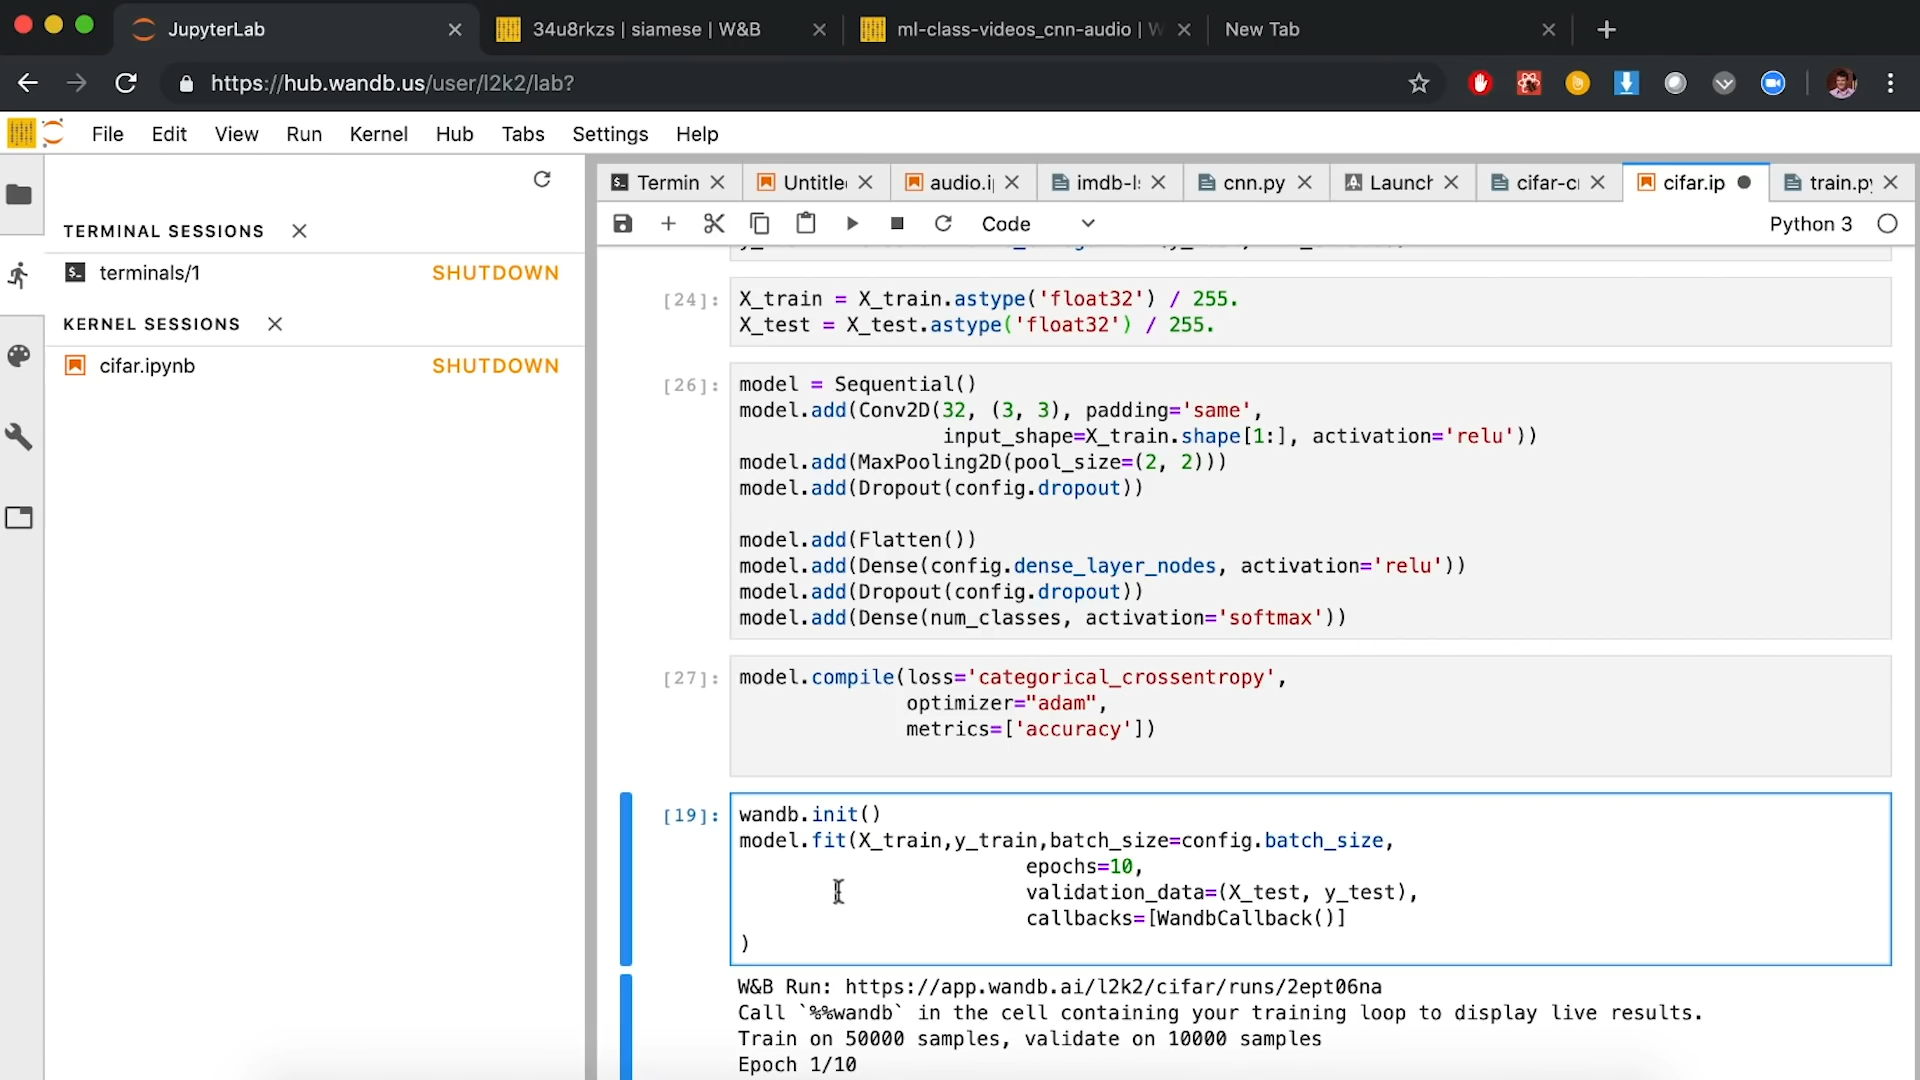 JupyterLab
34u8rkzs | siamese | W&B
ml-class-videos_cnn-audio | W
New Tab
https://hub.wandb.us/user/l2k2/lab?
File Edit View Run Kernel Hub Tabs Settings Help
Termin
Untitle
audio.i
imdb-l
cnn.py
Launch
cifar-c
cifar.ip
train.py
Code
Python 3
TERMINAL SESSIONS
terminals/1 SHUTDOWN
KERNEL SESSIONS
cifar.ipynb SHUTDOWN
[24]:
X_train = X_train.astype('float32') / 255.
X_test = X_test.astype('float32') / 255.
[26]:
model = Sequential()
model.add(Conv2D(32, (3, 3), padding='same',
input_shape=X_train.shape[1:], activation='relu'))
model.add(MaxPooling2D(pool_size=(2, 2)))
model.add(Dropout(config.dropout))
model.add(Flatten())
model.add(Dense(config.dense_layer_nodes, activation='relu'))
model.add(Dropout(config.dropout))
model.add(Dense(num_classes, activation='softmax'))
[27]:
model.compile(loss='categorical_crossentropy',
optimizer="adam",
metrics=['accuracy'])
[19]:
wandb.init()
model.fit(X_train,y_train,batch_size=config.batch_size,
epochs=10,
validation_data=(X_test, y_test),
callbacks=[WandbCallback()]
)
W&B Run: https://app.wandb.ai/l2k2/cifar/runs/2ept06na
Call `%%wandb` in the cell containing your training loop to display live results.
Train on 50000 samples, validate on 10000 samples
Epoch 1/10